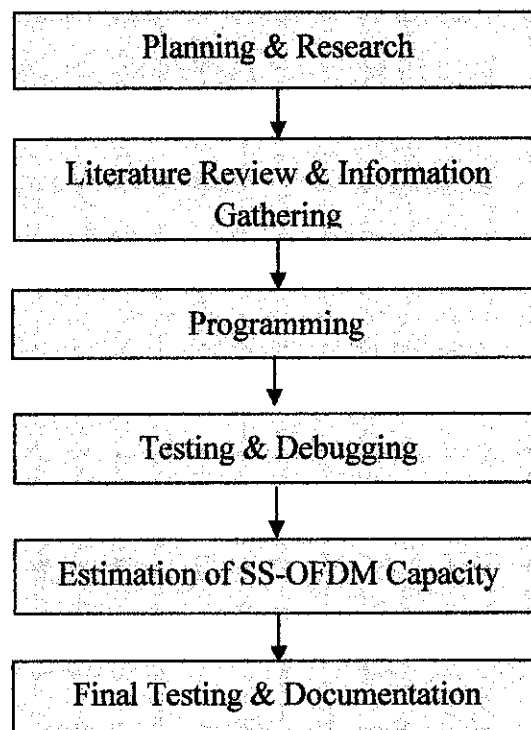 Planning & Research
Literature Review & Information
Gathering
Programming
Testing & Debugging
Estimation of SS-OFDM Capacity
Final Testing & Documentation